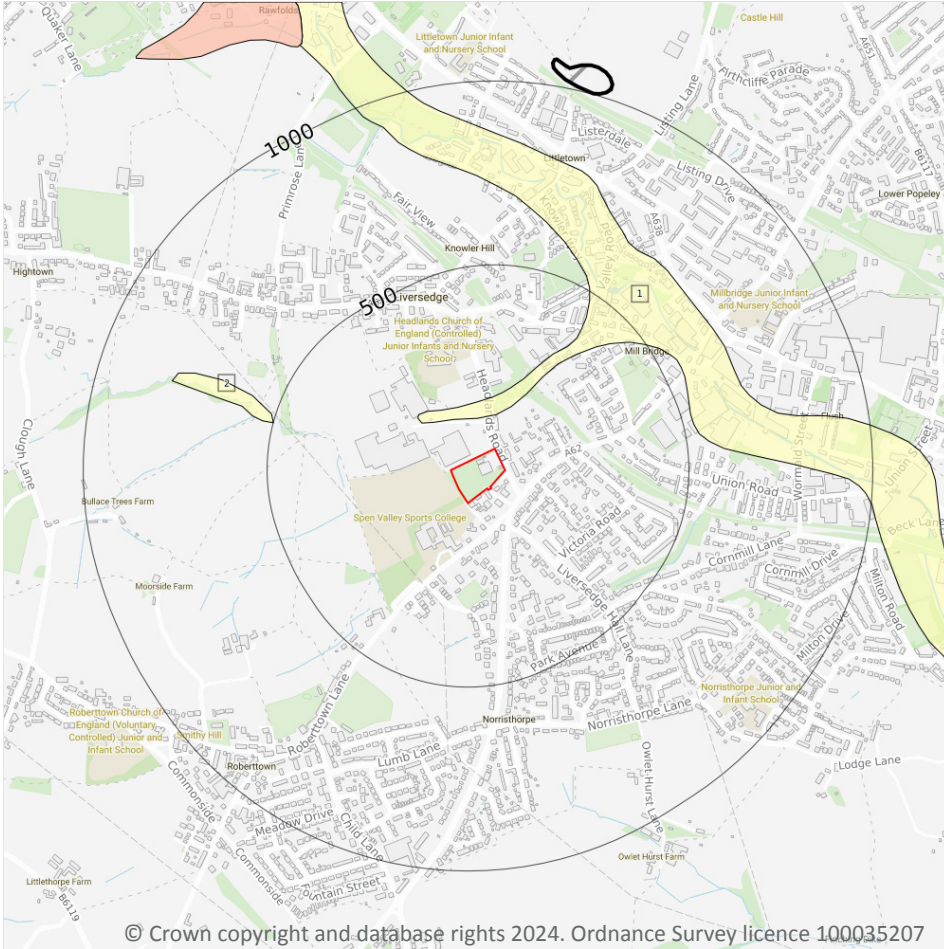 Rawfolds
Quaker Lane
Littletown Junior Infant
and Nursery School
Castle Hill
A651
Arthcliffe Parade
1000
Listing Lane
Listerdale
Littletown
Listing Drive
B6117
Primrose Lane
Fair View
Lower Popeley
A638
Knowler Hill
Hightown
500
Liversedge
1
Millbridge Junior Infant
and Nursery School
Headlands Church of
England (Controlled)
Junior Infants and Nursery
School
Mill Bridge
2
Headlands Road
Flush
Clough Lane
A62
Wormald Street
Union Street
Union Road
Bullace Trees Farm
Spen Valley Sports College
Victoria Road
Beck Lane
Cornmill Lane
Cornmill Drive
Moorside Farm
Liversedge Hall Lane
Milton Road
Milton Drive
Park Avenue
Norristhorpe Junior and
Infant School
Roberttown Church of
England (Voluntary
Controlled) Junior and
Infant School
Smithy Hill
Roberttown Lane
Norristhorpe
Norristhorpe Lane
Lumb Lane
Roberttown
Owlet Hurst Lane
Lodge Lane
Commonside
Meadow Drive
Child Lane
Owlet Hurst Farm
Littlethorpe Farm
Commonside
Fountain Street
B6119
© Crown copyright and database rights 2024. Ordnance Survey licence 100035207